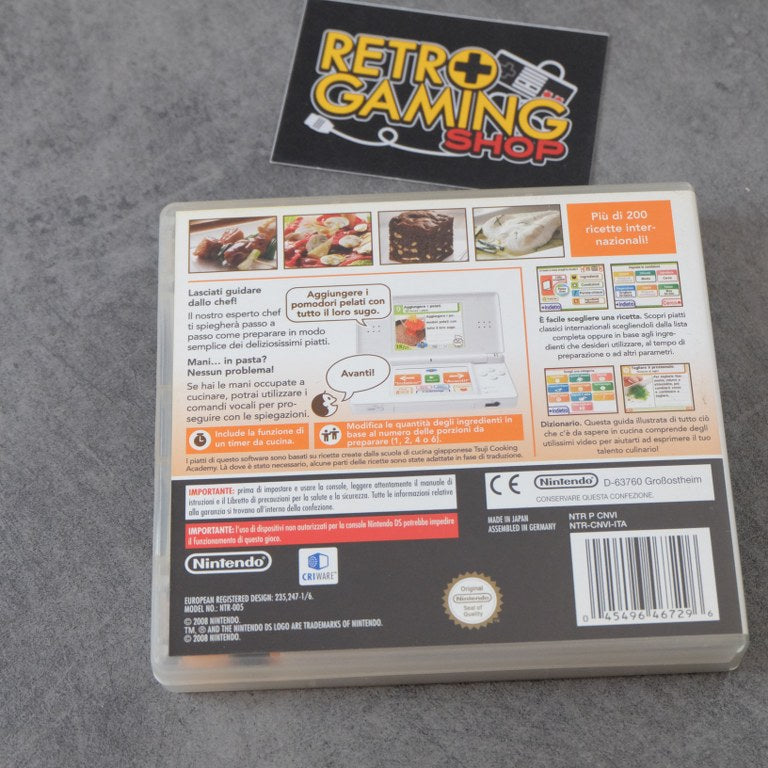 RETRO
GAMING
SHOP
Più di 200
ricette inter-
nazionali!
Lasciati guidare
dallo chef!
Il nostro esperto chef
ti spiegherà passo a
passo come preparare in modo
semplice dei deliziosissimi piatti.
Mani... in pasta?
Nessun problema!
Se hai le mani occupate a
cucinare, potrai utilizzare i
comandi vocali per pro-
seguire con le spiegazioni.
Aggiungere i
pomodori pelati con
tutto il loro sugo.
Avanti!
Include la funzione di
un timer da cucina.
Modifica le quantità degli ingredienti in
base al numero delle porzioni da
preparare (1, 2, 4 o 6).
I piatti di questo software sono basati su ricette create dalla scuola di cucina giapponese Tsuji Cooking
Academy. Là dove è stato necessario, alcune parti delle ricette sono state adattate in fase di traduzione.
È facile scegliere una ricetta. Scopri piatti
classici internazionali scegliendoli dalla lista
completa oppure in base agli ingre-
dienti che desideri utilizzare, al tempo di
preparazione o ad altri parametri.
Dizionario. Questa guida illustrata di tutto ciò
che c'è da sapere in cucina comprende degli
utilissimi video per aiutarti ad esprimere il tuo
talento culinario!
IMPORTANTE: prima di impostare e usare la console, leggere attentamente il manuale di
istruzioni e il Libretto di precauzioni per la salute e la sicurezza. Tutte le informazioni relative
alla garanzia si trovano all'interno della confezione.
IMPORTANTE: l'uso di dispositivi non autorizzati per la console Nintendo DS potrebbe impedire
il funzionamento di questo gioco.
CE Nintendo D-63760 Großostheim
CONSERVARE QUESTA CONFEZIONE.
MADE IN JAPAN
ASSEMBLED IN GERMANY
NTR P CNVI
NTR-CNVI-ITA
Nintendo
CRIWARE™
EUROPEAN REGISTERED DESIGN: 235,247-1/6.
MODEL NO.: NTR-005
© 2008 NINTENDO.
TM, ® AND THE NINTENDO DS LOGO ARE TRADEMARKS OF NINTENDO.
© 2008 NINTENDO.
Original
Nintendo
Seal of
Quality
0 45496 46729 6